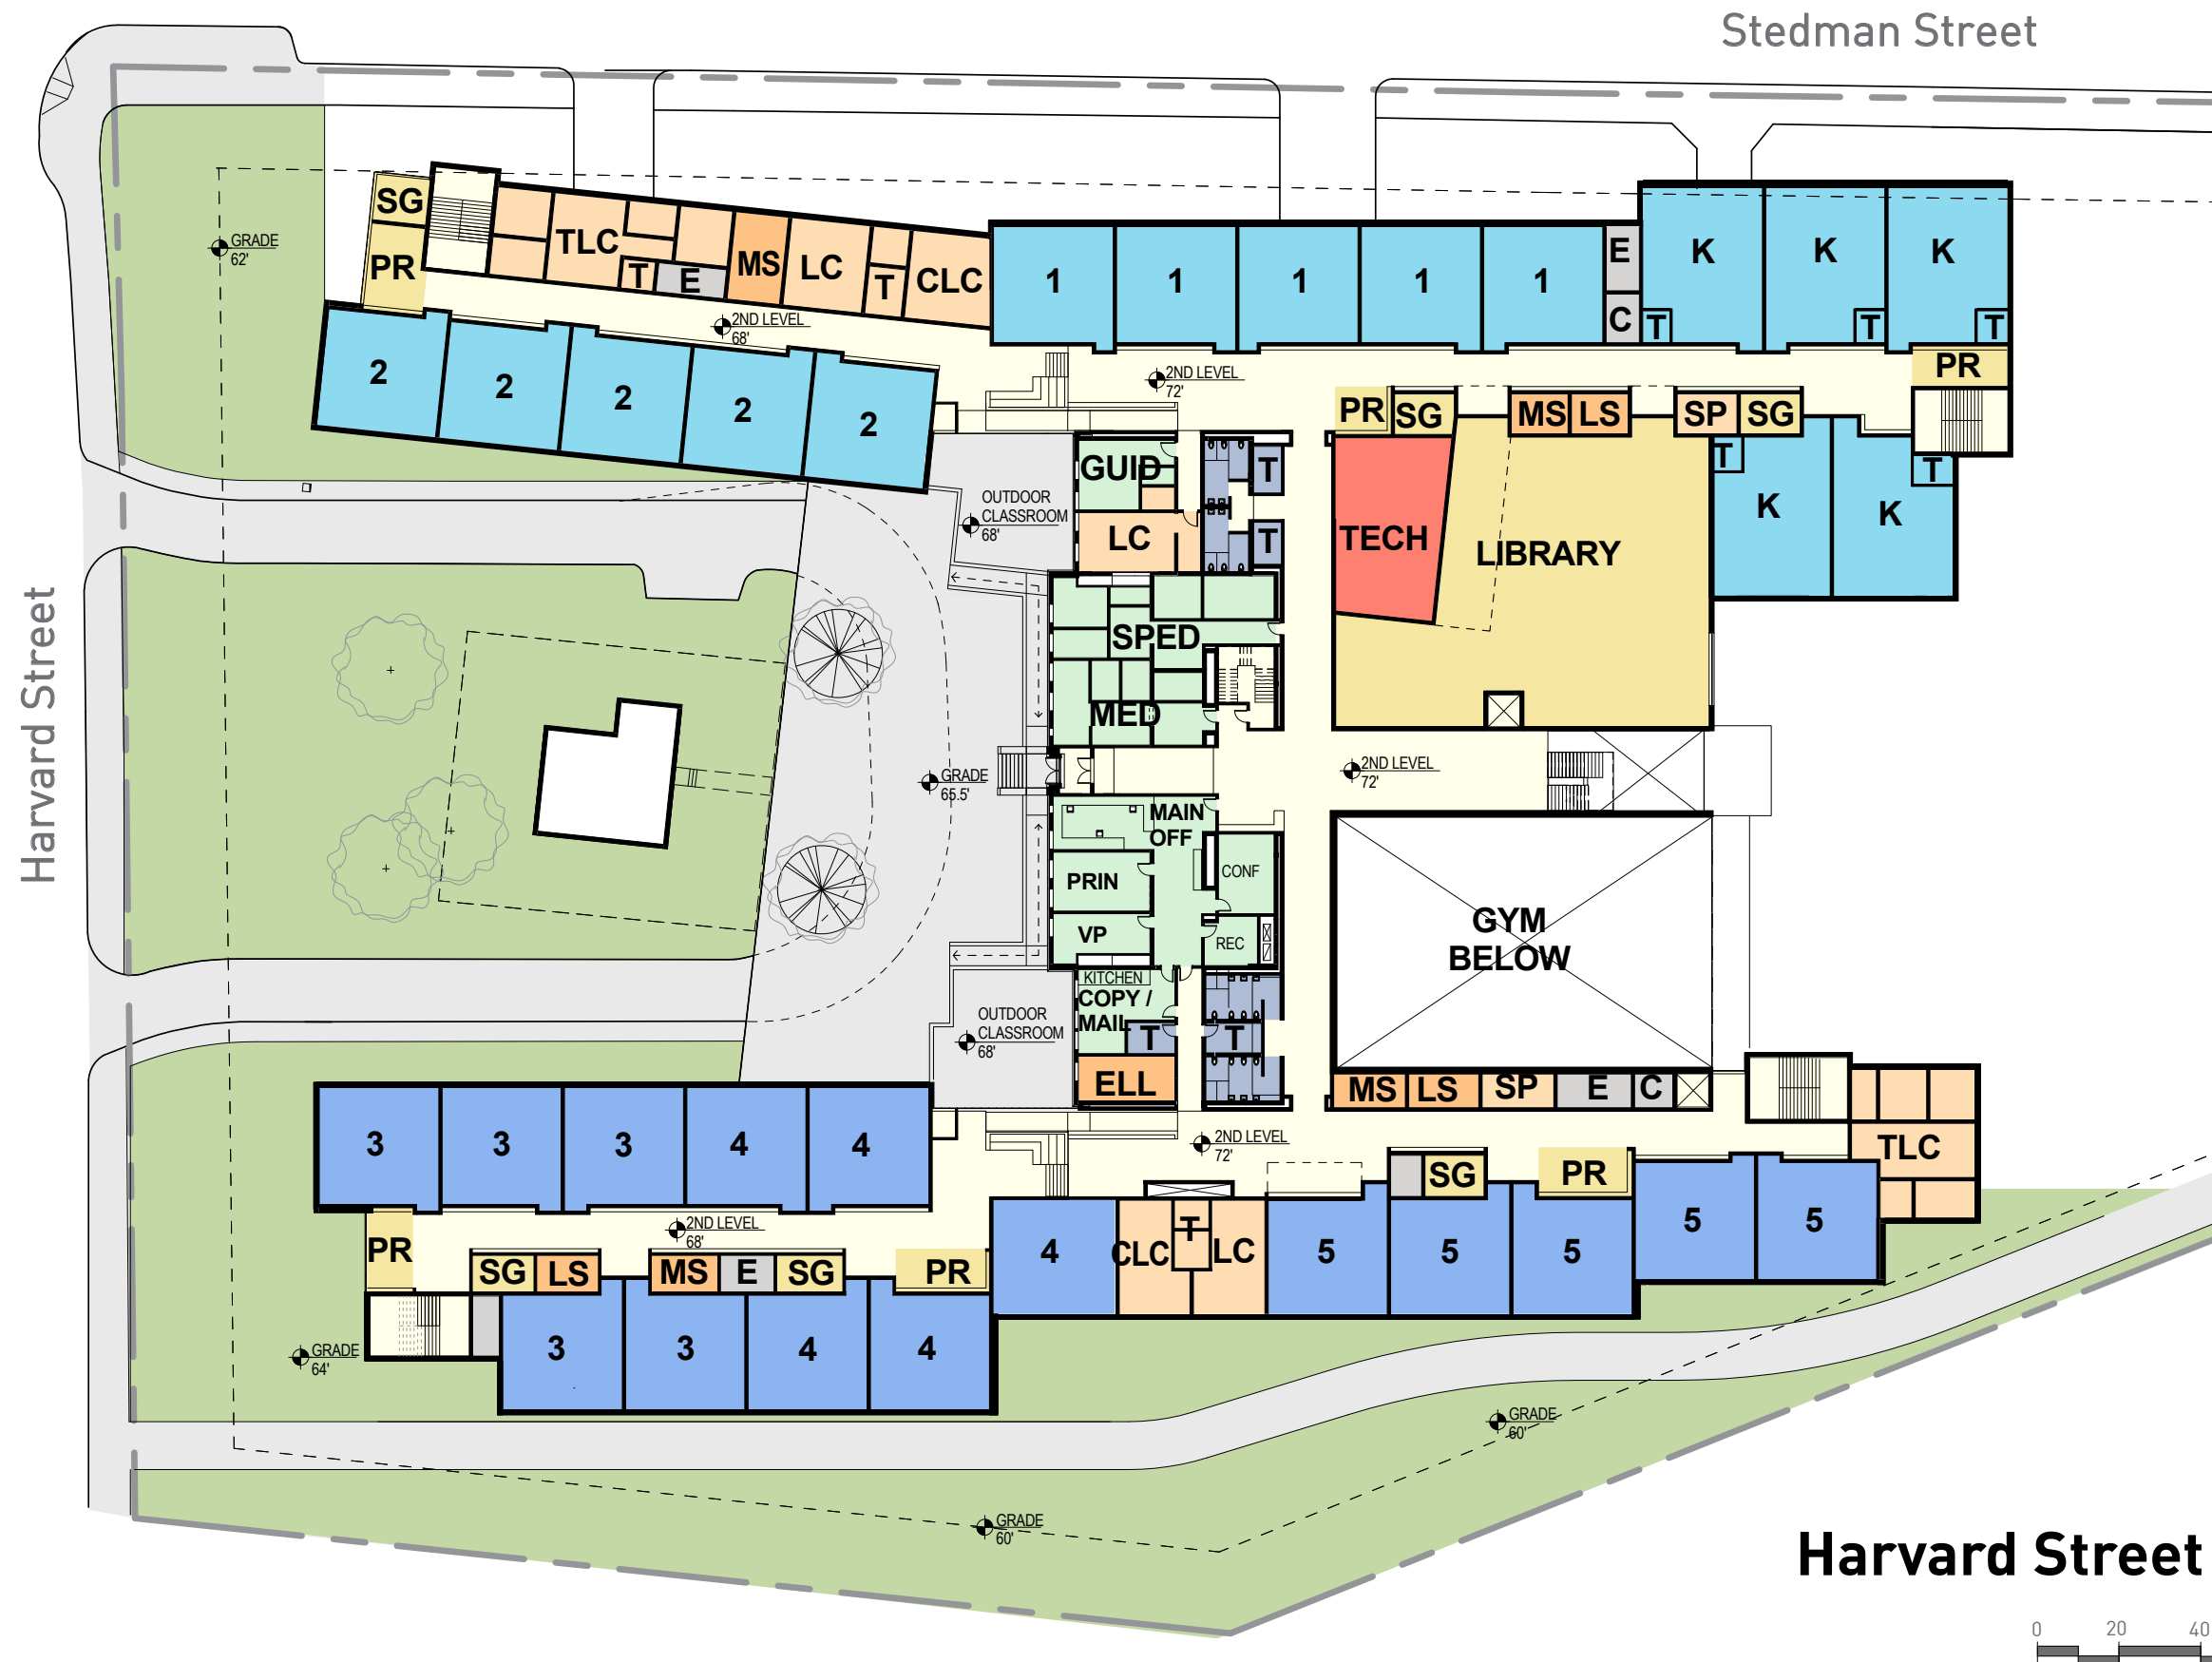 Stedman Street
Harvard Street
GRADE
62'
SG
PR
TLC
T
E
MS
LC
T
CLC
1
1
1
1
1
E
C
K
K
K
T
T
T
PR
2ND LEVEL
68'
2
2
2
2
2
2ND LEVEL
72'
PR
SG
MS
LS
SP
SG
T
T
K
K
GUID
LC
T
T
TECH
LIBRARY
OUTDOOR
CLASSROOM
68'
SPED
MED
GRADE
65.5'
2ND LEVEL
72'
MAIN
OFF
PRIN
CONF
VP
REC
KITCHEN
COPY /
MAIL
T
T
ELL
GYM
BELOW
OUTDOOR
CLASSROOM
68'
MS
LS
SP
E
C
3
3
3
4
4
2ND LEVEL
72'
SG
PR
TLC
PR
2ND LEVEL
68'
SG
LS
MS
E
SG
PR
4
CLC
T
LC
5
5
5
5
5
GRADE
64'
3
3
4
4
GRADE
60'
GRADE
60'
Harvard Street
0 20 40